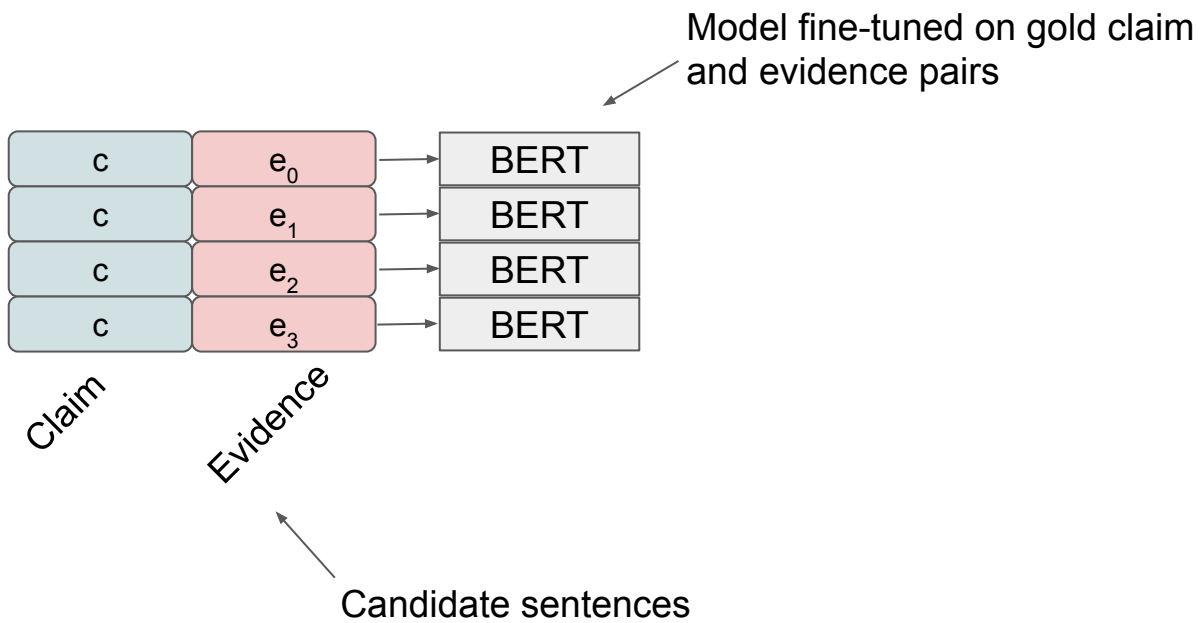 Model fine-tuned on gold claim
and evidence pairs
c e₀ BERT
c e₁ BERT
c e₂ BERT
c e₃ BERT
Claim
Evidence
Candidate sentences